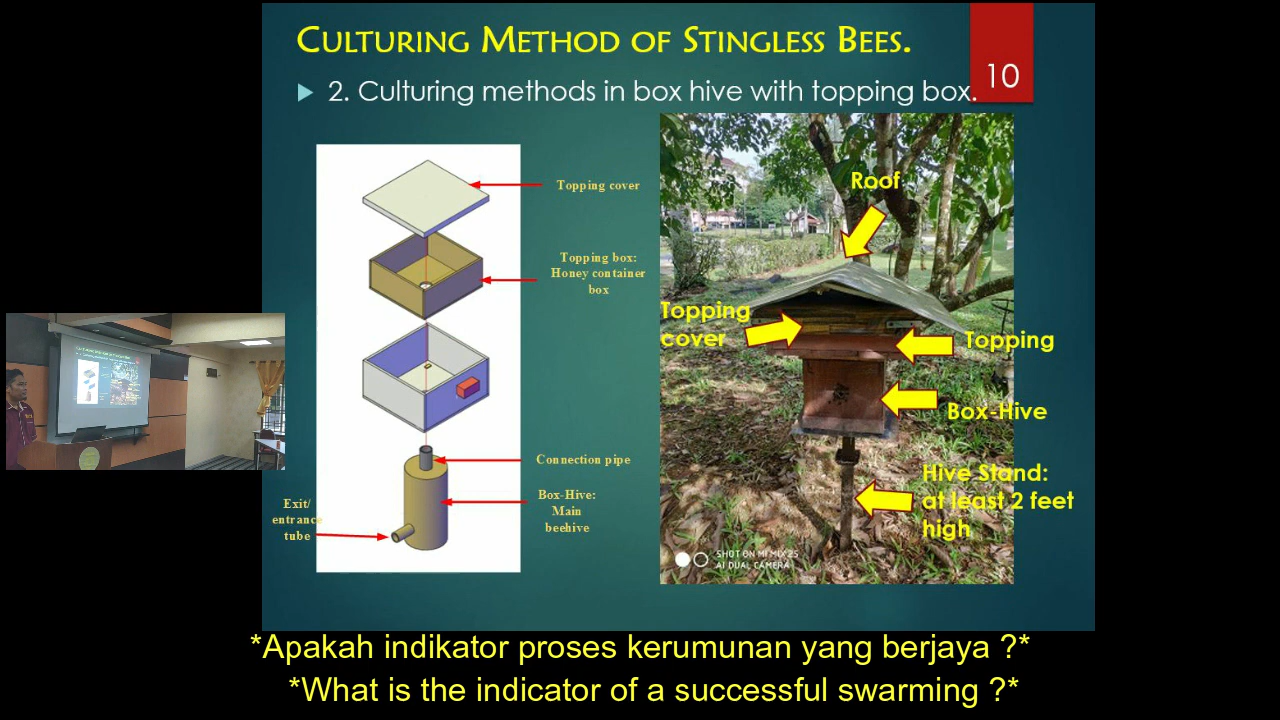 CULTURING METHOD OF STINGLESS BEES.
10
2. Culturing methods in box hive with topping box.
Topping cover
Topping box:
Honey container
box
Connection pipe
Box-Hive:
Main
beehive
Exit/
entrance
tube
Roof
Topping
cover
Topping
Box-Hive
Hive Stand:
at least 2 feet
high
SHOT ON MI MIX 2S
AI DUAL CAMERA
*Apakah indikator proses kerumunan yang berjaya ?*
*What is the indicator of a successful swarming ?*